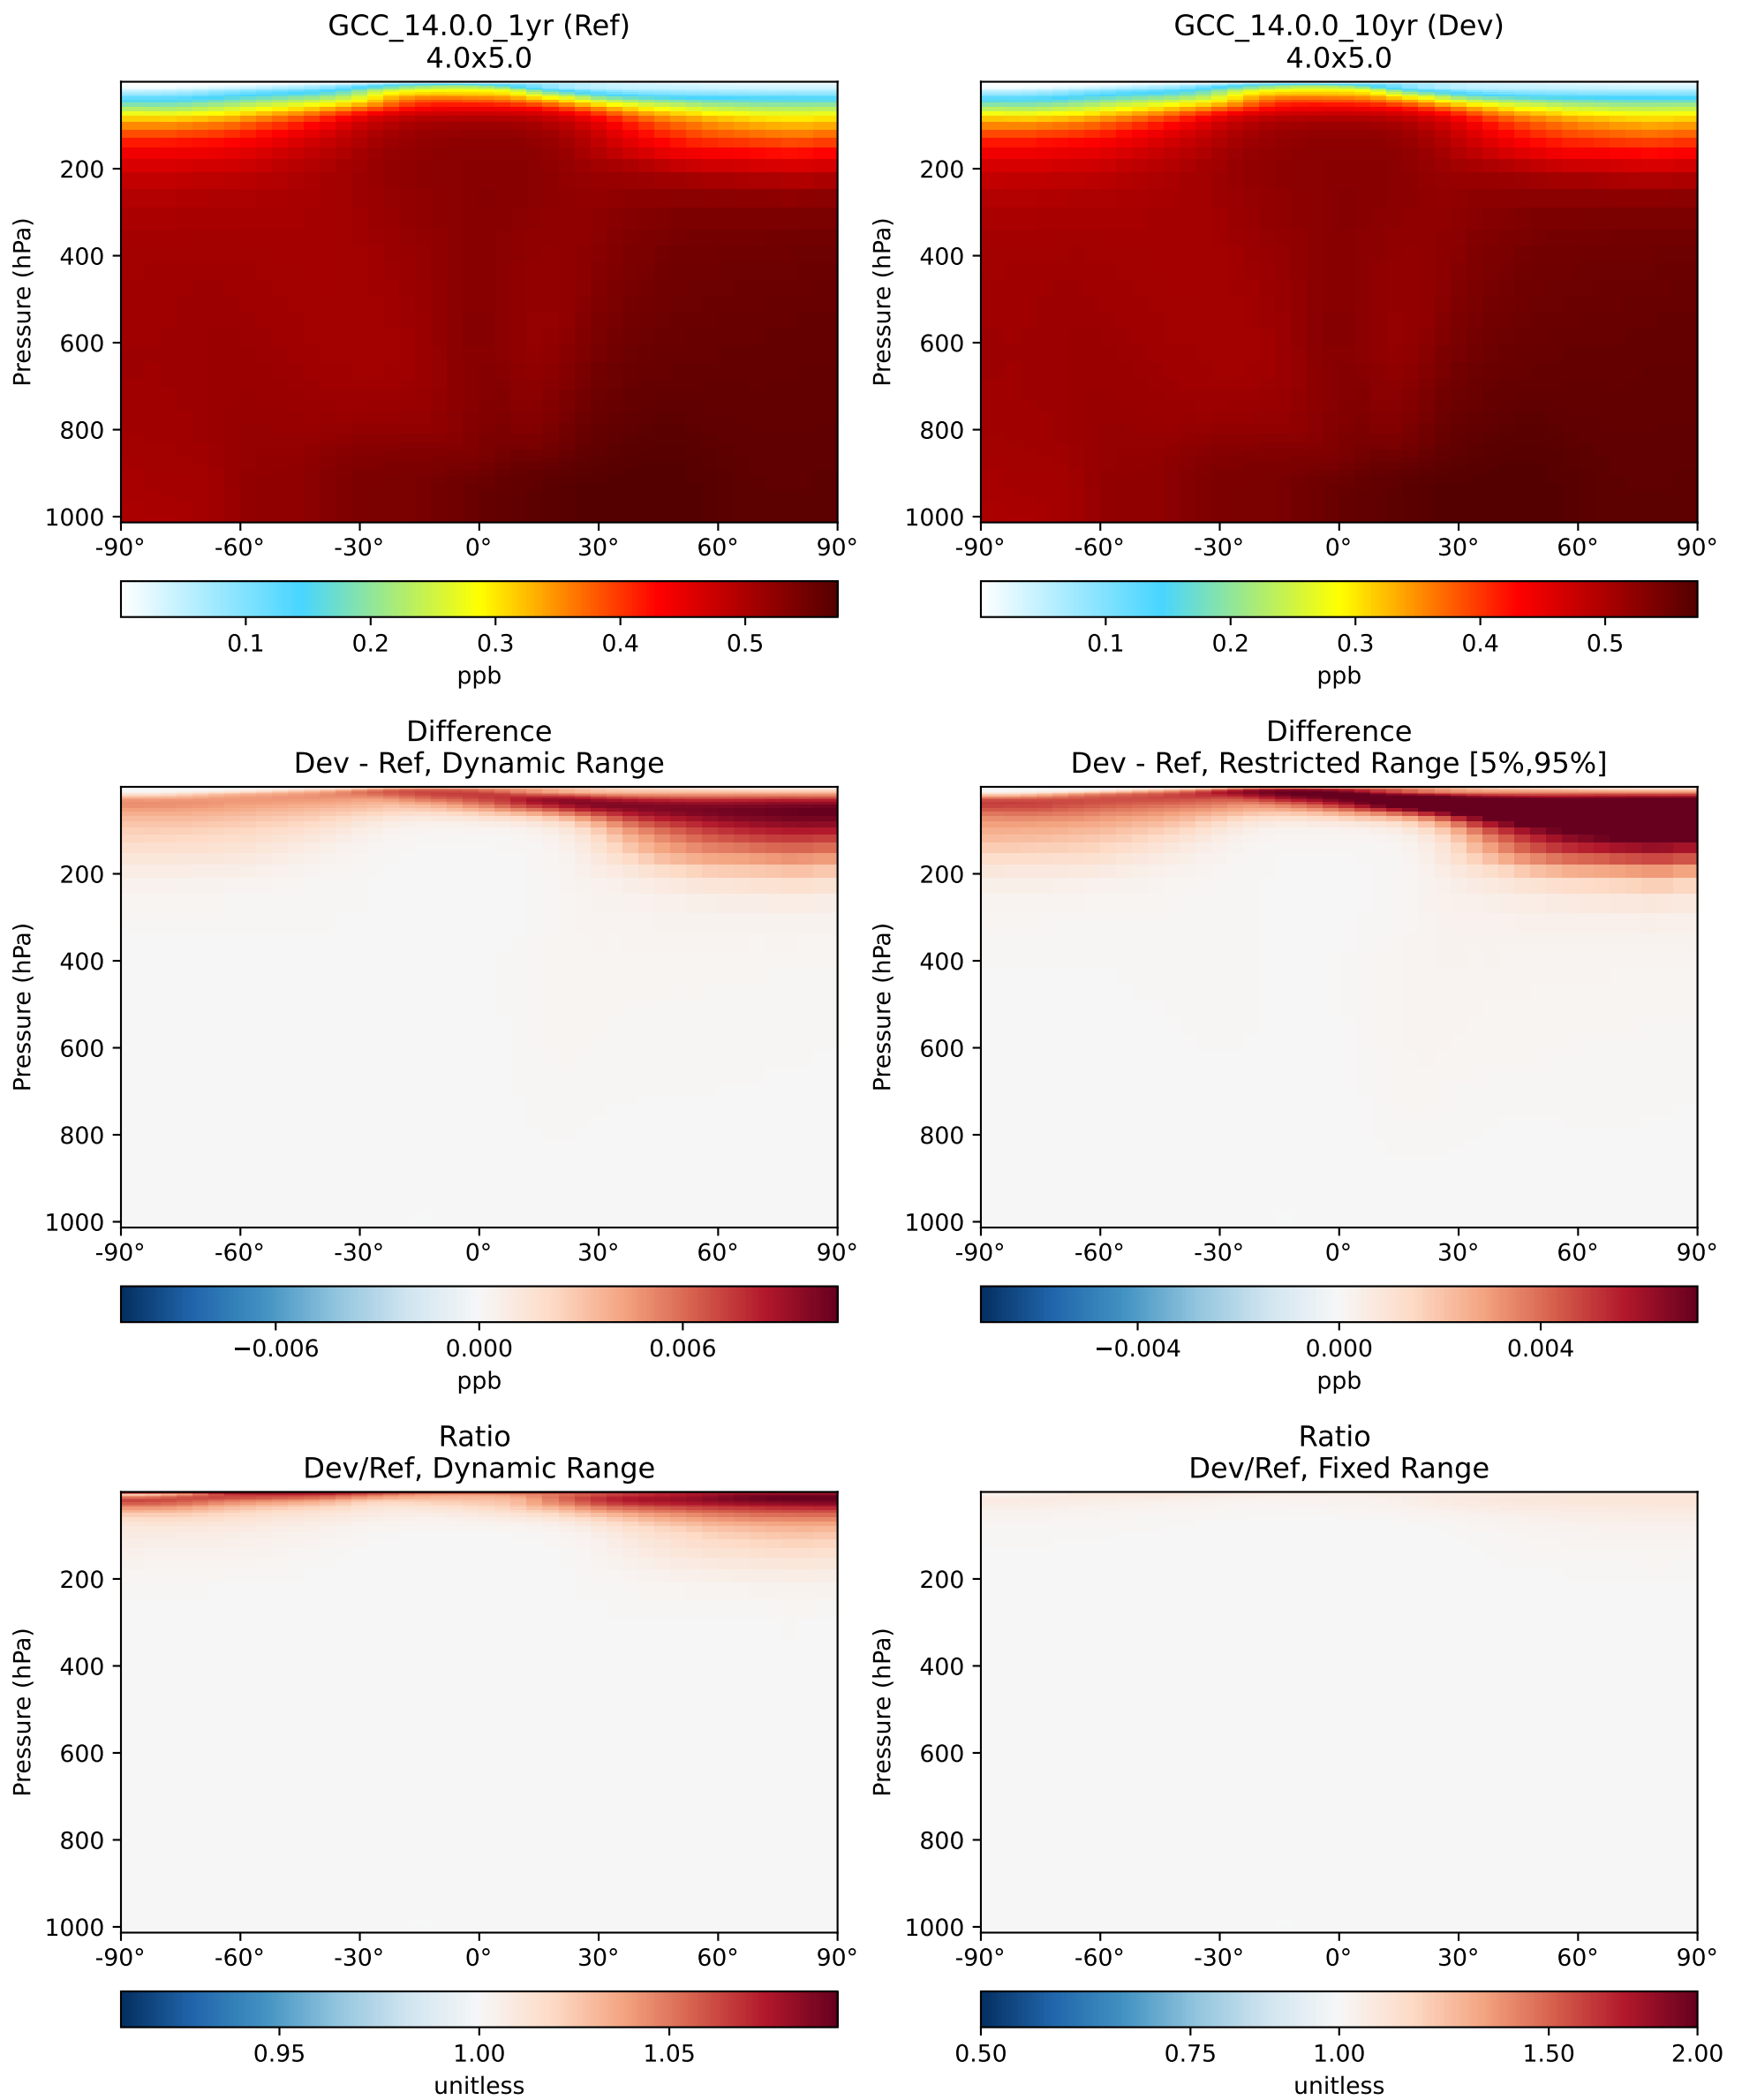 GCC_14.0.0_1yr (Ref)
4.0x5.0
Pressure (hPa)
200
400
600
800
1000
-90° -60° -30° 0° 30° 60° 90°
0.1 0.2 0.3 0.4 0.5
ppb
GCC_14.0.0_10yr (Dev)
4.0x5.0
Pressure (hPa)
200
400
600
800
1000
-90° -60° -30° 0° 30° 60° 90°
0.1 0.2 0.3 0.4 0.5
ppb
Difference
Dev - Ref, Dynamic Range
Pressure (hPa)
200
400
600
800
1000
-90° -60° -30° 0° 30° 60° 90°
−0.006 0.000 0.006
ppb
Difference
Dev - Ref, Restricted Range [5%,95%]
Pressure (hPa)
200
400
600
800
1000
-90° -60° -30° 0° 30° 60° 90°
−0.004 0.000 0.004
ppb
Ratio
Dev/Ref, Dynamic Range
Pressure (hPa)
200
400
600
800
1000
-90° -60° -30° 0° 30° 60° 90°
0.95 1.00 1.05
unitless
Ratio
Dev/Ref, Fixed Range
Pressure (hPa)
200
400
600
800
1000
-90° -60° -30° 0° 30° 60° 90°
0.50 0.75 1.00 1.50 2.00
unitless